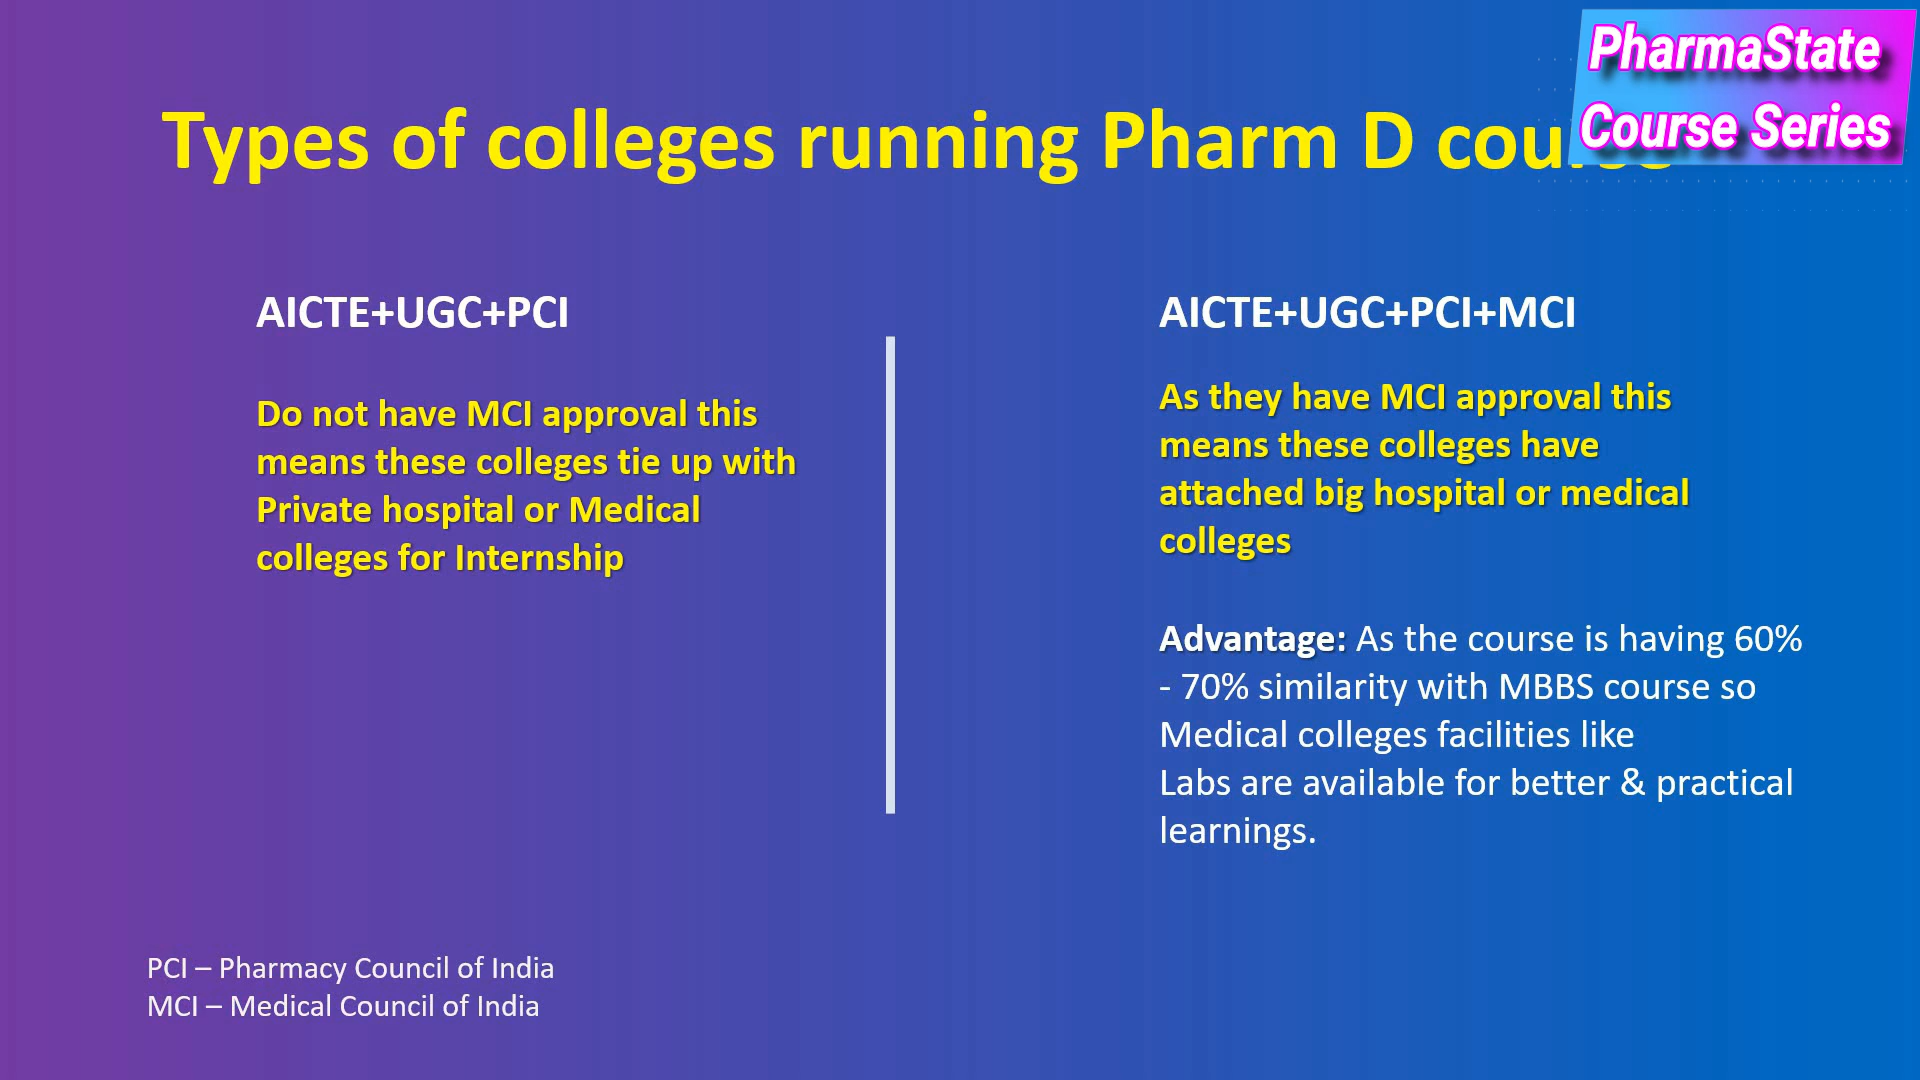 PharmaState
Course Series
Types of colleges running Pharm D course
AICTE+UGC+PCI
Do not have MCI approval this
means these colleges tie up with
Private hospital or Medical
colleges for Internship
AICTE+UGC+PCI+MCI
As they have MCI approval this
means these colleges have
attached big hospital or medical
colleges
Advantage: As the course is having 60%
- 70% similarity with MBBS course so
Medical colleges facilities like
Labs are available for better & practical
learnings.
PCI – Pharmacy Council of India
MCI – Medical Council of India